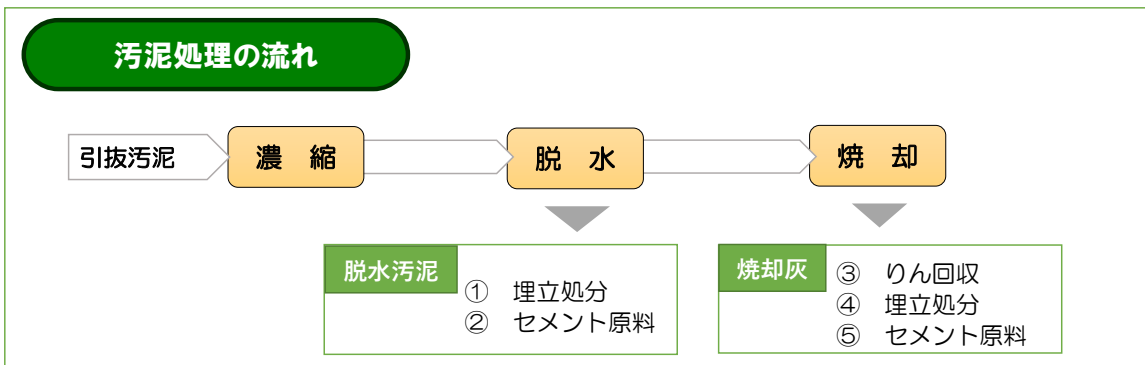 汚泥処理の流れ
引抜汚泥
濃 縮
脱 水
焼 却
脱水汚泥
① 埋立処分
② セメント原料
焼却灰
③ りん回収
④ 埋立処分
⑤ セメント原料